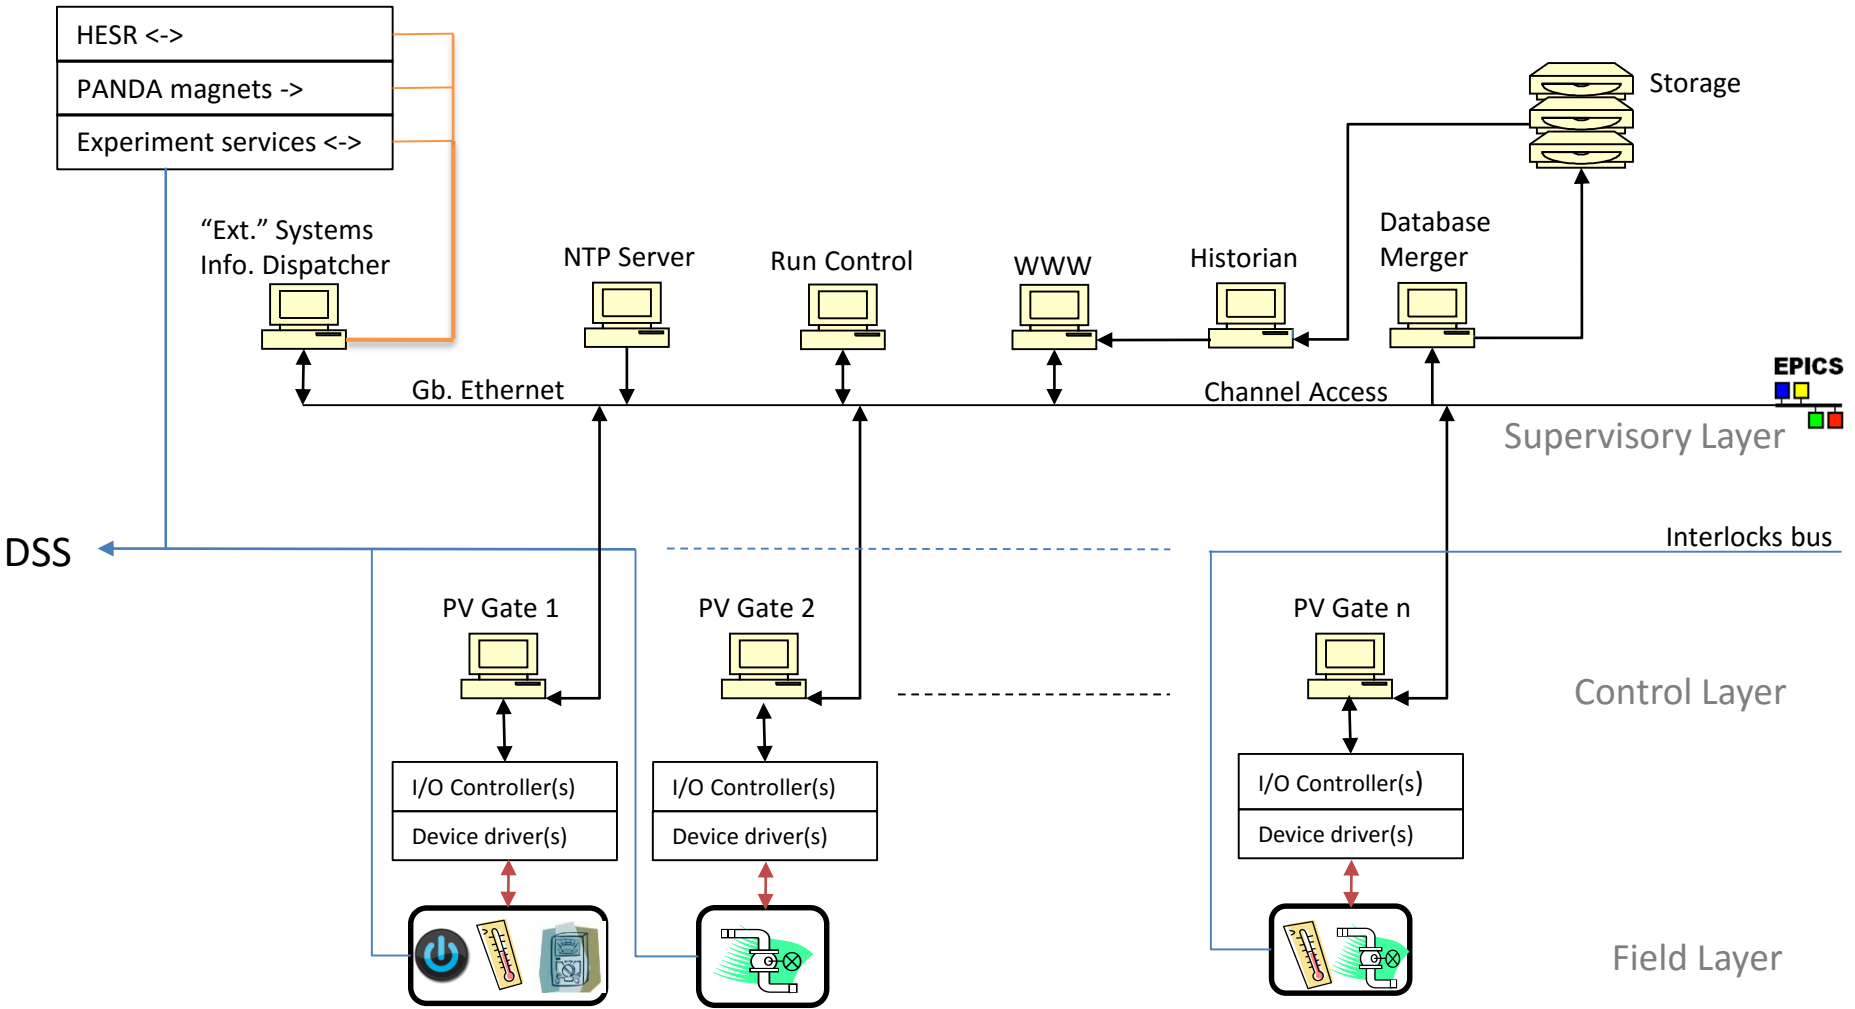 HESR <->
PANDA magnets ->
Experiment services <->
Storage
“Ext.” Systems
Info. Dispatcher
NTP Server
Run Control
WWW
Historian
Database
Merger
Gb. Ethernet
Channel Access
EPICS
Supervisory Layer
DSS
Interlocks bus
PV Gate 1
PV Gate 2
PV Gate n
Control Layer
I/O Controller(s)
Device driver(s)
I/O Controller(s)
Device driver(s)
I/O Controller(s)
Device driver(s)
Field Layer